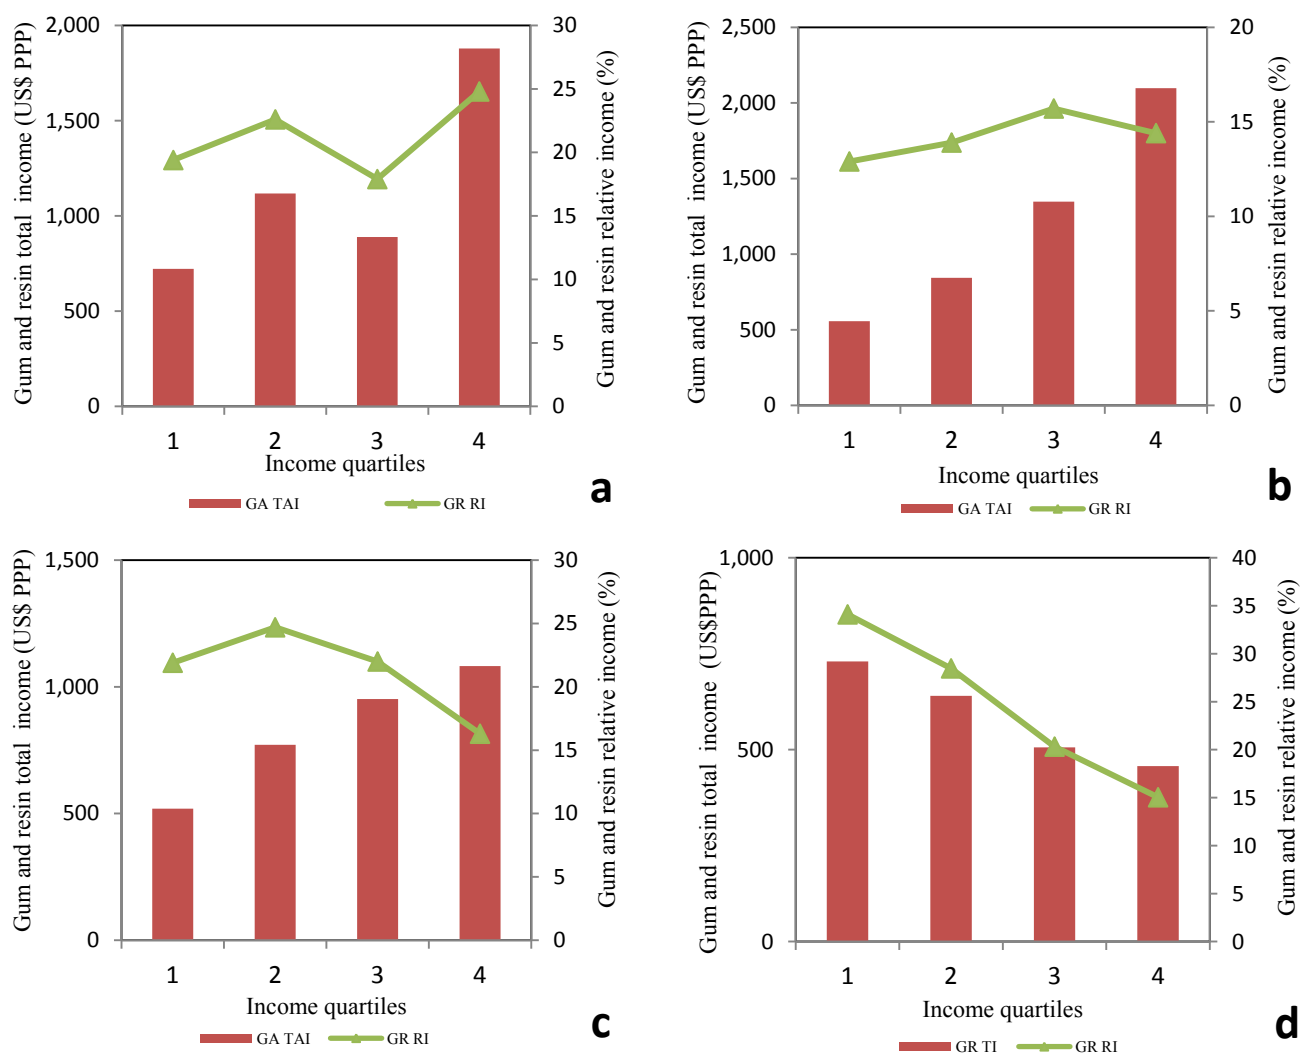 Gum and resin total income (US$ PPP)
2,000
1,500
1,000
500
0
30
25
20
15
10
5
0
Gum and resin relative income (%)
1 2 3 4
Income quartiles
GA TAI GR RI
a
Gum and resin total income (US$ PPP)
2,500
2,000
1,500
1,000
500
0
20
15
10
5
0
Gum and resin relative income (%)
1 2 3 4
Income quartiles
GA TAI GR RI
b
Gum and resin total income (US$ PPP)
1,500
1,000
500
0
30
25
20
15
10
5
0
Gum and resin relative income (%)
1 2 3 4
Income quartiles
GA TAI GR RI
c
Gum and resin total income (US$PPP)
1,000
500
0
40
35
30
25
20
15
10
5
0
Gum and resin relative income (%)
1 2 3 4
Income quartiles
GR TI GR RI
d